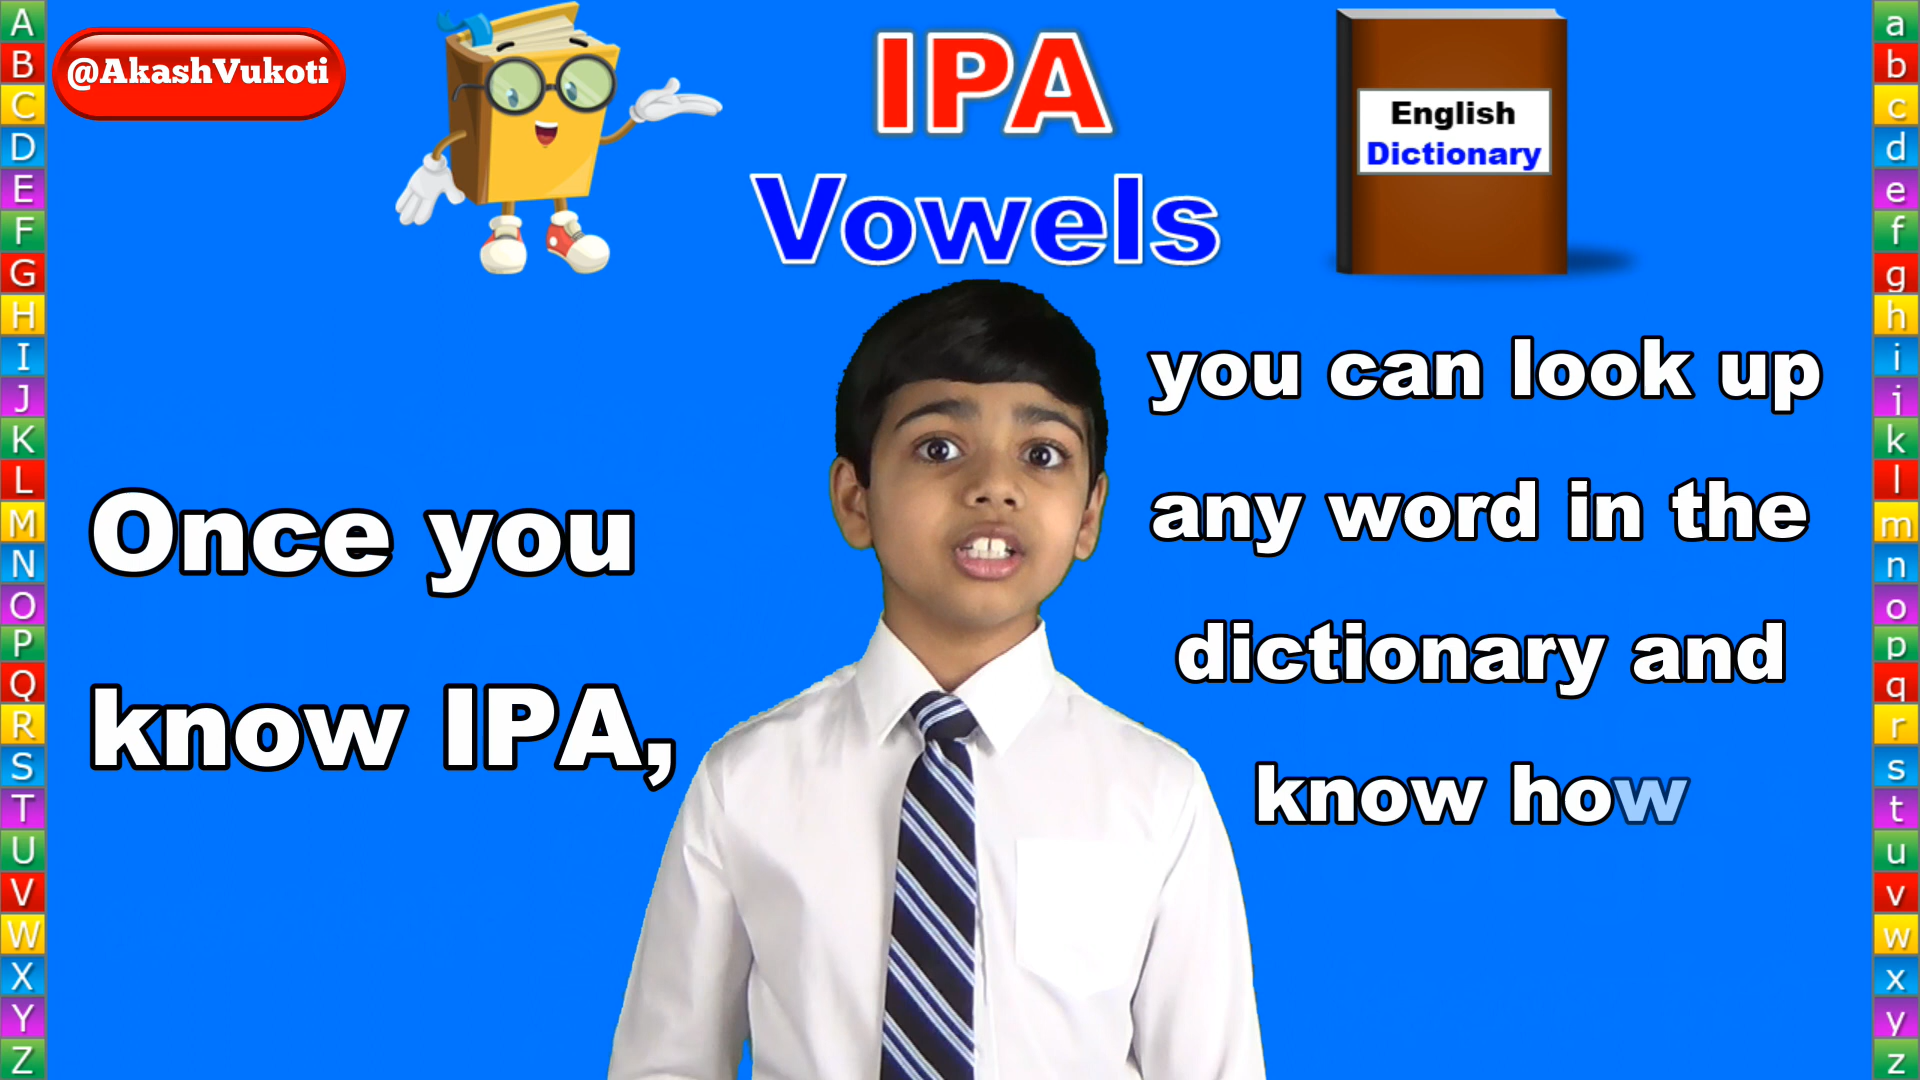 @AkashVukoti
IPA
Vowels
English
Dictionary
Once you
know IPA,
you can look up
any word in the
dictionary and
know how
A
B
C
D
E
F
G
H
I
J
K
L
M
N
O
P
Q
R
S
T
U
V
W
X
Y
Z
a
b
c
d
e
f
g
h
i
j
k
l
m
n
o
p
q
r
s
t
u
v
w
x
y
z